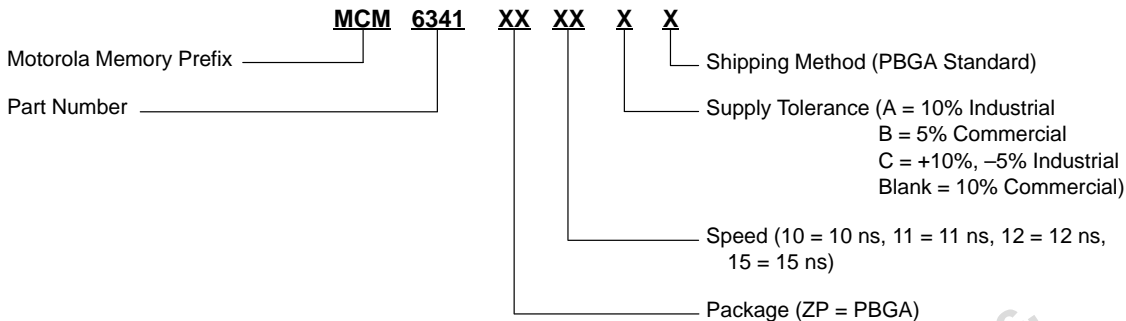 MCM 6341 XX XX X X
Motorola Memory Prefix
Part Number
Shipping Method (PBGA Standard)
Supply Tolerance (A = 10% Industrial
B = 5% Commercial
C = +10%, –5% Industrial
Blank = 10% Commercial)
Speed (10 = 10 ns, 11 = 11 ns, 12 = 12 ns,
15 = 15 ns)
Package (ZP = PBGA)